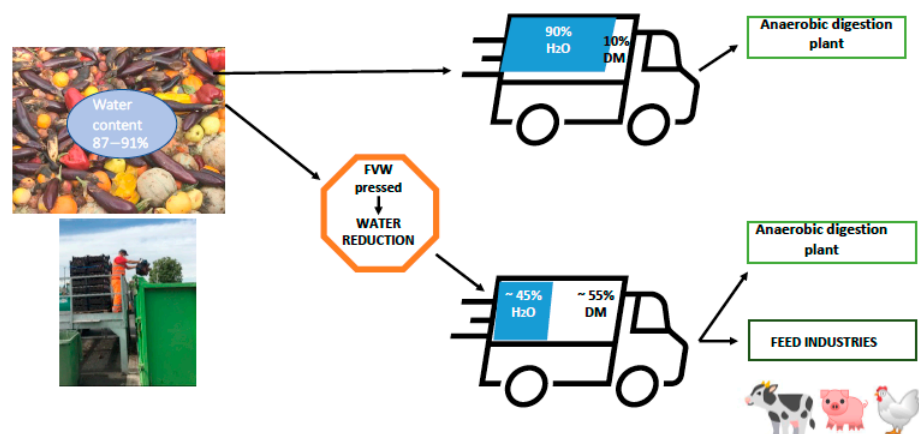 90%
H₂O
10%
DM
Anaerobic digestion
plant
Water
content
87—91%
FVW
pressed
WATER
REDUCTION
Anaerobic digestion
plant
~ 45%
H₂O
~ 55%
DM
FEED INDUSTRIES